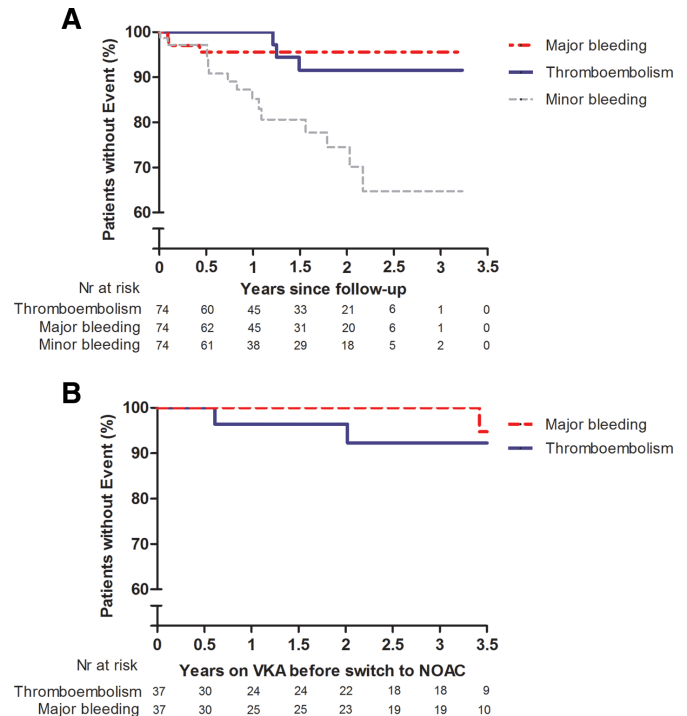 A
Patients without Event (%)
100
90
80
70
60
0 0.5 1 1.5 2 2.5 3 3.5
Major bleeding
Thromboembolism
Minor bleeding
Nr at risk Years since follow-up
Thromboembolism 74 60 45 33 21 6 1 0
Major bleeding 74 62 45 31 20 6 1 0
Minor bleeding 74 61 38 29 18 5 2 0
B
Patients without Event (%)
100
90
80
70
60
0 0.5 1 1.5 2 2.5 3 3.5
Major bleeding
Thromboembolism
Nr at risk Years on VKA before switch to NOAC
Thromboembolism 37 30 24 24 22 18 18 9
Major bleeding 37 30 25 25 23 19 19 10